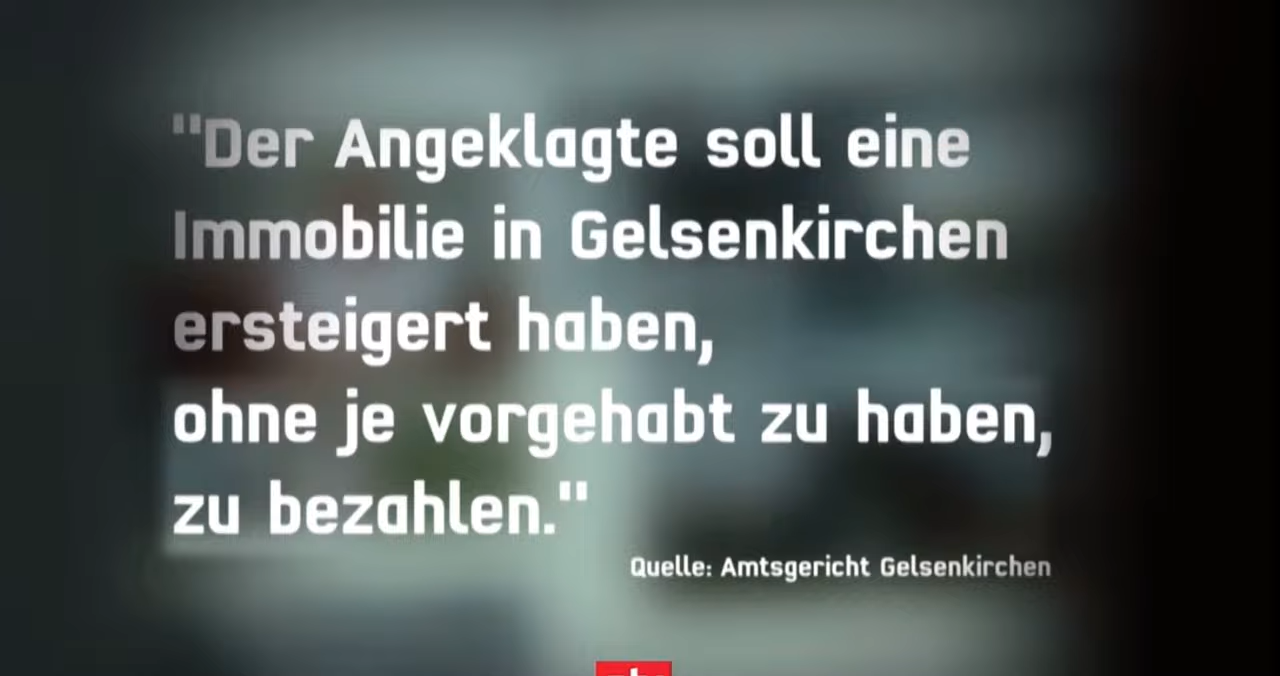 "Der Angeklagte soll eine
Immobilie in Gelsenkirchen
ersteigert haben,
ohne je vorgehabt zu haben,
zu bezahlen."
Quelle: Amtsgericht Gelsenkirchen